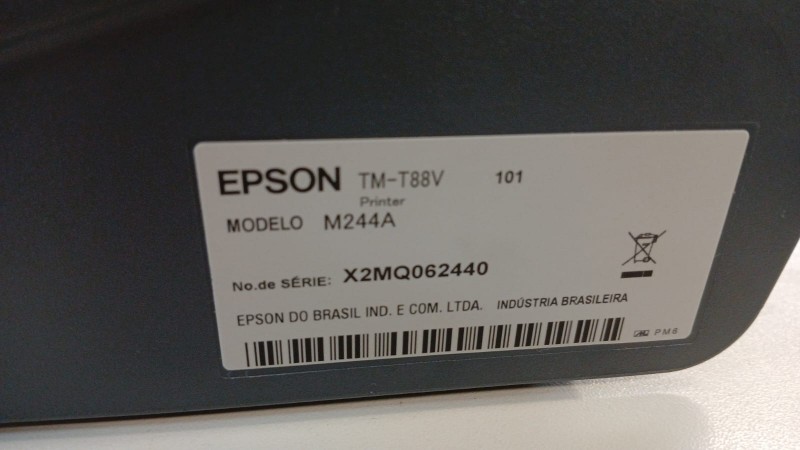 EPSON TM-T88V 101
Printer
MODELO M244A
No.de SÉRIE: X2MQ062440
EPSON DO BRASIL IND. E COM. LTDA. INDÚSTRIA BRASILEIRA
PM6